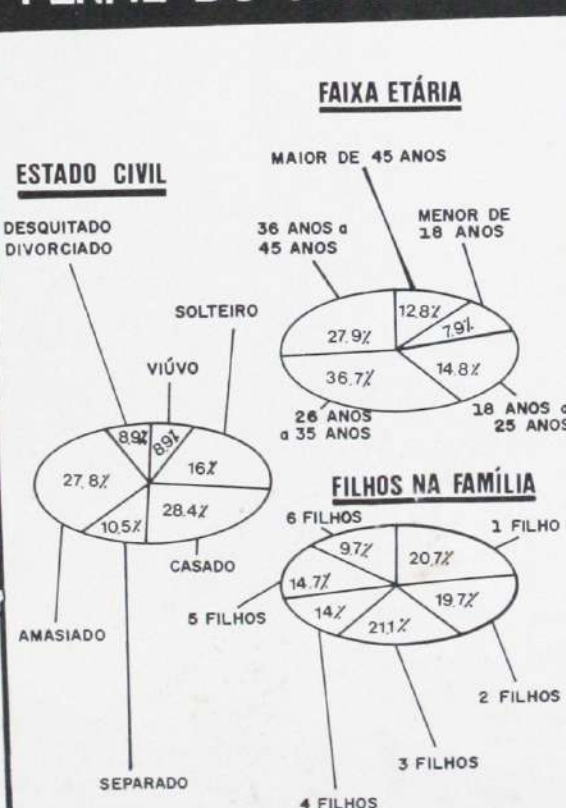 FAIXA ETÁRIA
MAIOR DE 45 ANOS
MENOR DE
18 ANOS
36 ANOS a
45 ANOS
12.8%
7.9%
27.9%
14.8%
36.7%
26 ANOS
a 35 ANOS
18 ANOS a
25 ANOS
ESTADO CIVIL
DESQUITADO
DIVORCIADO
SOLTEIRO
VIÚVO
8,9%
8,9%
16%
27,8%
28.4%
10,5%
CASADO
AMASIADO
SEPARADO
FILHOS NA FAMÍLIA
6 FILHOS
1 FILHO
9.7%
20,7%
14.7%
19.7%
14%
21,1%
5 FILHOS
2 FILHOS
3 FILHOS
4 FILHOS